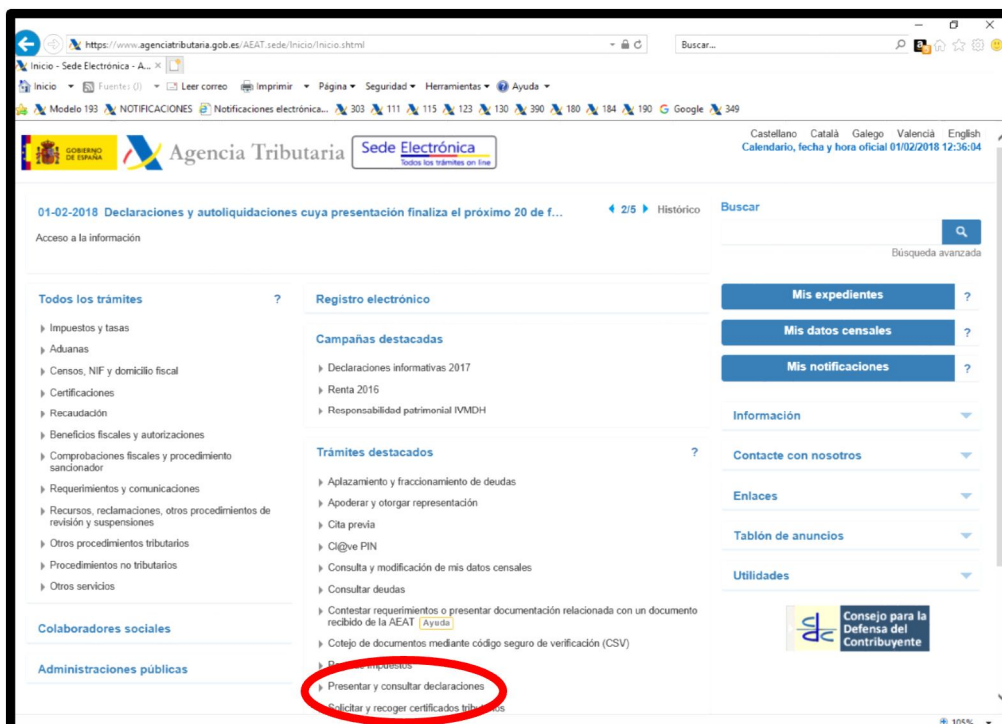 https://www.agenciatributaria.gob.es/AEAT.sede/Inicio/Inicio.shtml
Buscar...
Inicio - Sede Electrónica - A...
Inicio Fuentes (J) Leer correo Imprimir Página Seguridad Herramientas Ayuda
Modelo 193 NOTIFICACIONES Notificaciones electrónica... 303 111 115 123 130 390 180 184 190 Google 349
GOBIERNO DE ESPAÑA
Agencia Tributaria
Sede Electrónica
Todos los trámites on line
Castellano Català Galego Valencià English
Calendario, fecha y hora oficial 01/02/2018 12:36:04
01-02-2018 Declaraciones y autoliquidaciones cuya presentación finaliza el próximo 20 de f...
2/5 Histórico
Acceso a la información
Buscar
Búsqueda avanzada
Todos los trámites ?
Impuestos y tasas
Aduanas
Censos, NIF y domicilio fiscal
Certificaciones
Recaudación
Beneficios fiscales y autorizaciones
Comprobaciones fiscales y procedimiento
sancionador
Requerimientos y comunicaciones
Recursos, reclamaciones, otros procedimientos de
revisión y suspensiones
Otros procedimientos tributarios
Procedimientos no tributarios
Otros servicios
Colaboradores sociales
Administraciones públicas
Registro electrónico
Campañas destacadas
Declaraciones informativas 2017
Renta 2016
Responsabilidad patrimonial IVMDH
Trámites destacados ?
Aplazamiento y fraccionamiento de deudas
Apoderar y otorgar representación
Cita previa
Cl@ve PIN
Consulta y modificación de mis datos censales
Consultar deudas
Contestar requerimientos o presentar documentación relacionada con un documento
recibido de la AEAT Ayuda
Cotejo de documentos mediante código seguro de verificación (CSV)
impuestos
Presentar y consultar declaraciones
Solicitar y recoger certificados tributarios
Mis expedientes ?
Mis datos censales ?
Mis notificaciones ?
Información
Contacte con nosotros
Enlaces
Tablón de anuncios
Utilidades
cdc
Consejo para la
Defensa del
Contribuyente
105%